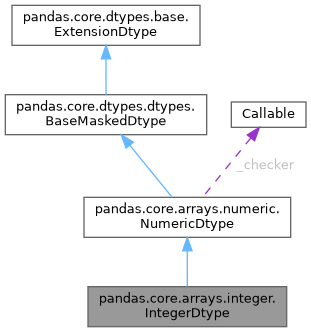 pandas.core.dtypes.base.
ExtensionDtype
pandas.core.dtypes.dtypes.
BaseMaskedDtype
Callable
_checker
pandas.core.arrays.numeric.
NumericDtype
pandas.core.arrays.integer.
IntegerDtype